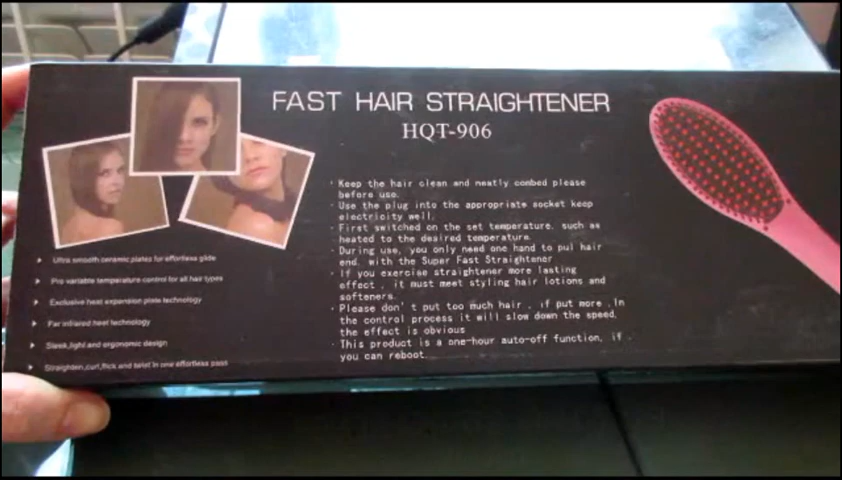 FAST HAIR STRAIGHTENER
HQT-906
Ultra smooth ceramic plates for effortless glide
Pro variable temperature control for all hair types
Exclusive heat expansion plate technology
Far infrared heet technology
Sleek,light and ergonomic design
Straighten,curl,flick and twist in one effortless pass
· Keep the hair clean and neatly combed please
before use.
· Use the plug into the appropriate socket keep
electricity well.
· First switched on the set temperature, such as
heated to the desired temperature.
· During use, you only need one hand to pul hair
end, with the Super Fast Straightener
· If you exercise straightener more lasting
effect , it must meet styling hair lotions and
softeners.
· Please don't put too much hair , if put more ,In
the control process it will slow down the speed,
the effect is obvious
· This product is a one-hour auto-off function, if ,
you can reboot.